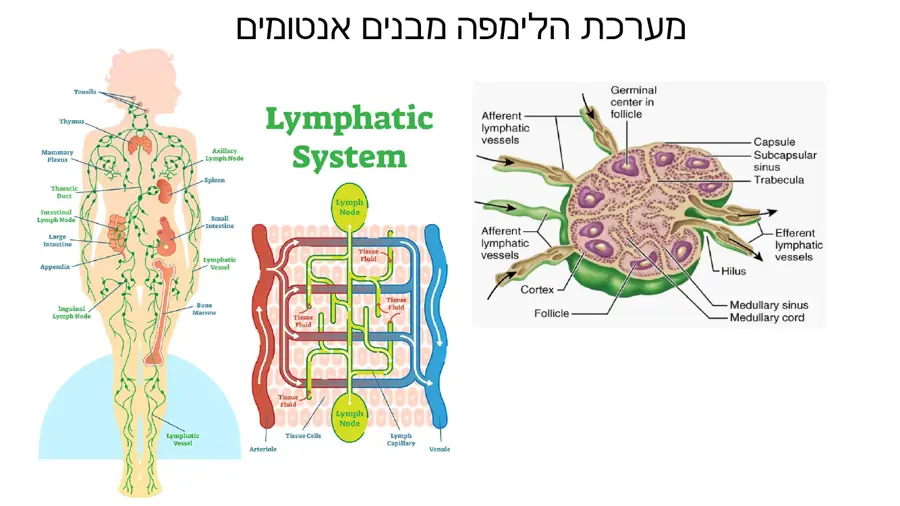 מערכת הלימפה מבנים אנטומים
Tonsils
Thymus
Mammary
Plexus
Thoracic
Duct
Intestinal
Lymph Node
Large
Intestine
Appendix
Inguinal
Lymph Node
Axillary
Lymph Node
Spleen
Small
Intestine
Lymphatic
Vessel
Bone
Marrow
Lymphatic
Vessel
Lymphatic
System
Lymph
Node
Tissue
Fluid
Tissue
Fluid
Tissue
Fluid
Tissue
Fluid
Lymph
Node
Arteriole
Tissue Cells
Lymph
Capillary
Venule
Germinal
center in
follicle
Afferent
lymphatic
vessels
Afferent
lymphatic
vessels
Cortex
Follicle
Capsule
Subcapsular
sinus
Trabecula
Efferent
lymphatic
vessels
Hilus
Medullary sinus
Medullary cord